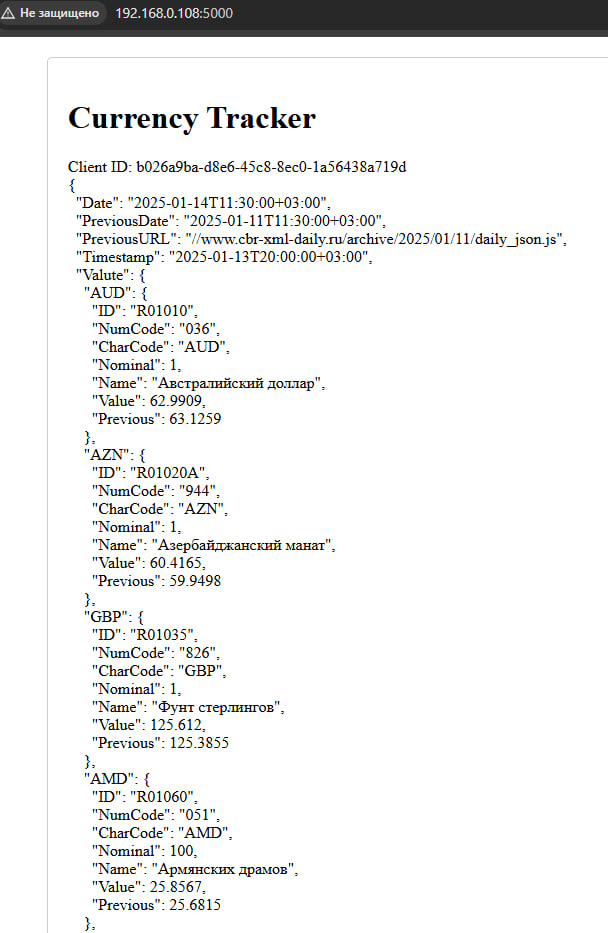 Не защищено 192.168.0.108:5000
Currency Tracker
Client ID: b026a9ba-d8e6-45c8-8ec0-1a56438a719d
{
"Date": "2025-01-14T11:30:00+03:00",
"PreviousDate": "2025-01-11T11:30:00+03:00",
"PreviousURL": "//www.cbr-xml-daily.ru/archive/2025/01/11/daily_json.js",
"Timestamp": "2025-01-13T20:00:00+03:00",
"Valute": {
"AUD": {
"ID": "R01010",
"NumCode": "036",
"CharCode": "AUD",
"Nominal": 1,
"Name": "Австралийский доллар",
"Value": 62.9909,
"Previous": 63.1259
},
"AZN": {
"ID": "R01020A",
"NumCode": "944",
"CharCode": "AZN",
"Nominal": 1,
"Name": "Азербайджанский манат",
"Value": 60.4165,
"Previous": 59.9498
},
"GBP": {
"ID": "R01035",
"NumCode": "826",
"CharCode": "GBP",
"Nominal": 1,
"Name": "Фунт стерлингов",
"Value": 125.612,
"Previous": 125.3855
},
"AMD": {
"ID": "R01060",
"NumCode": "051",
"CharCode": "AMD",
"Nominal": 100,
"Name": "Армянских драмов",
"Value": 25.8567,
"Previous": 25.6815
},